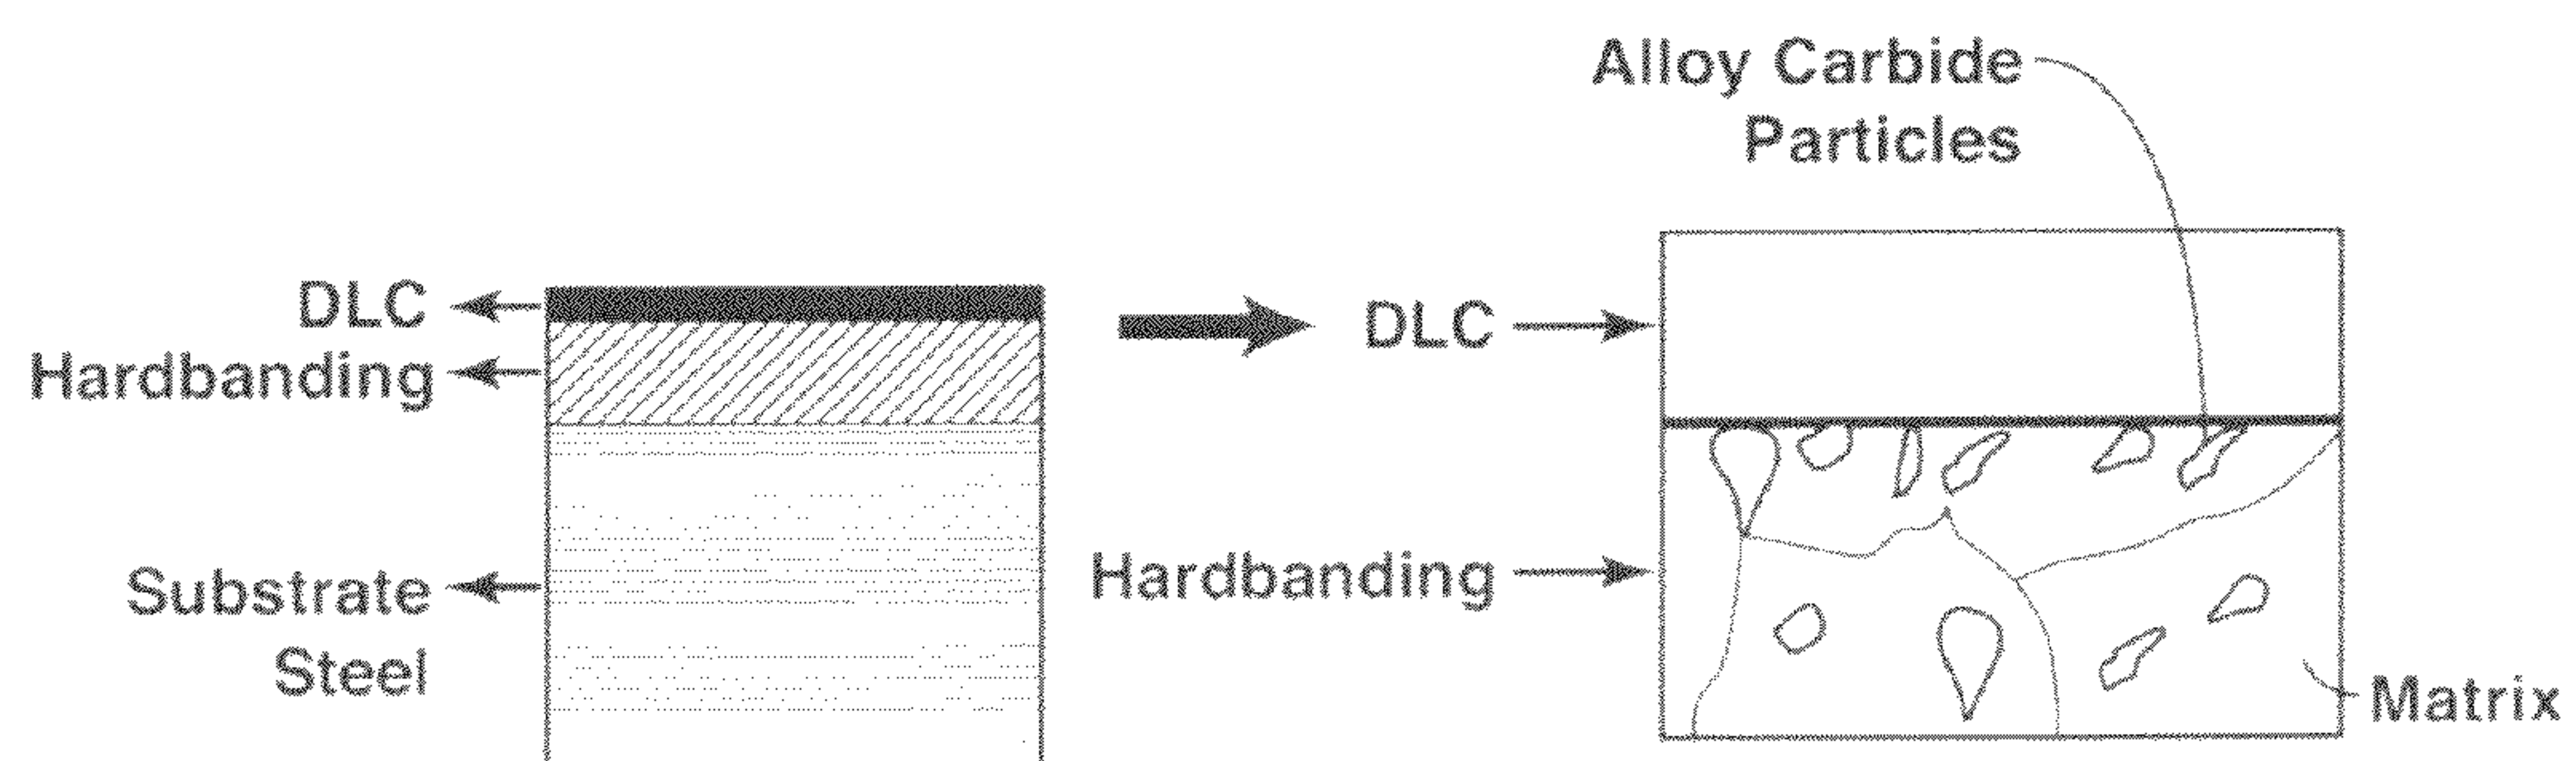 DLC
Hardbanding
Substrate
Steel
Alloy Carbide
Particles
DLC
Hardbanding
Matrix